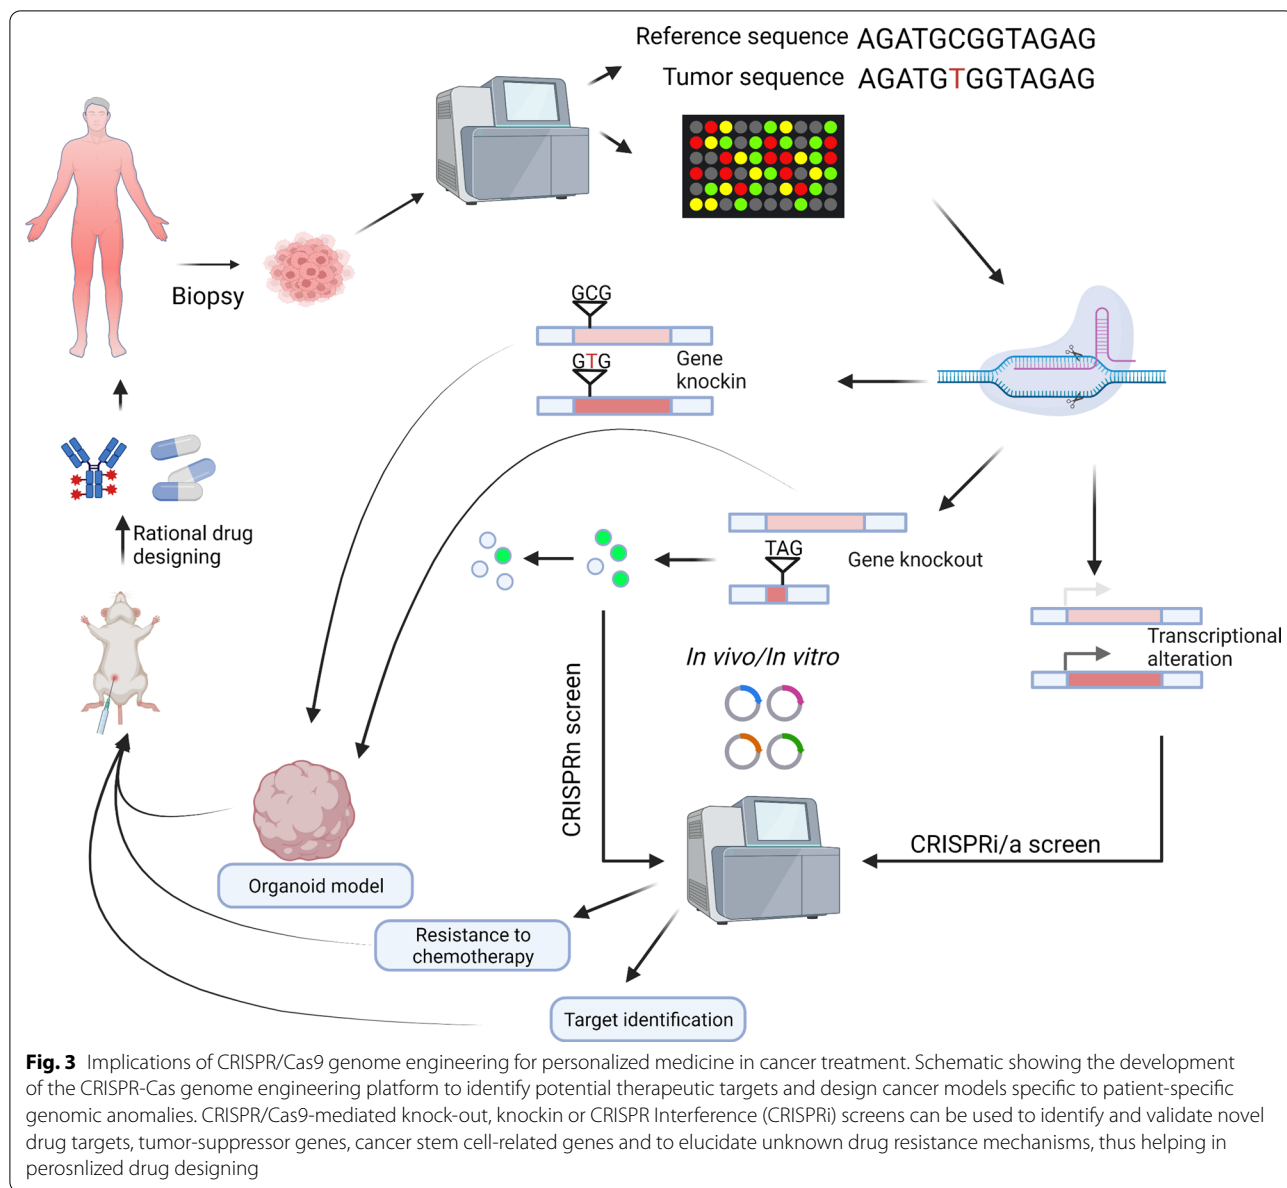 Reference sequence AGATGCGGTAGAG
Tumor sequence AGATGTGGTAGAG
Biopsy
GCG
GTG
Gene
knockin
Rational drug
designing
TAG
Gene knockout
In vivo/In vitro
Transcriptional
alteration
CRISPRn screen
CRISPRi/a screen
Organoid model
Resistance to
chemotherapy
Target identification
Fig. 3 Implications of CRISPR/Cas9 genome engineering for personalized medicine in cancer treatment. Schematic showing the development
of the CRISPR-Cas genome engineering platform to identify potential therapeutic targets and design cancer models specific to patient-specific
genomic anomalies. CRISPR/Cas9-mediated knock-out, knockin or CRISPR Interference (CRISPRi) screens can be used to identify and validate novel
drug targets, tumor-suppressor genes, cancer stem cell-related genes and to elucidate unknown drug resistance mechanisms, thus helping in
perosnlized drug designing